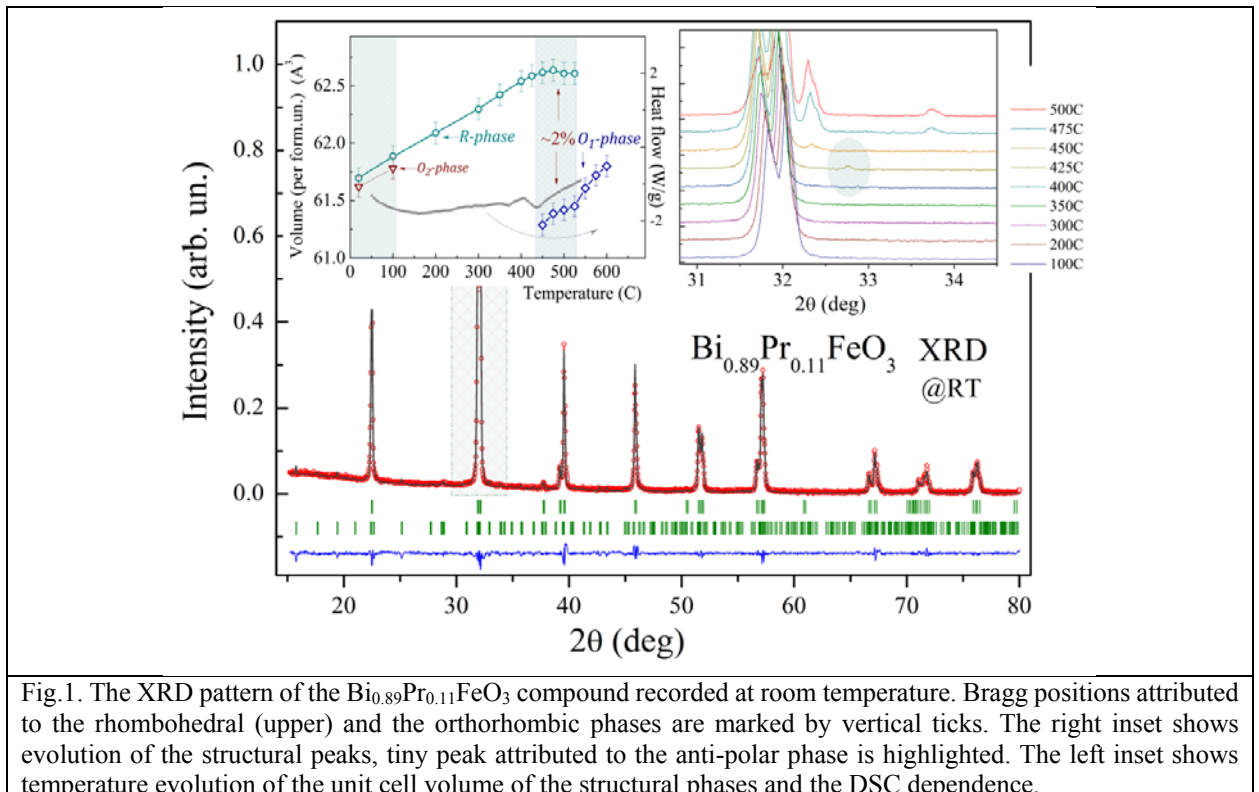 1.0
0.8
0.6
0.4
0.2
0.0
Intensity (arb. un.)
20
30
40
50
60
70
80
2θ (deg)
Bi0.89Pr0.11FeO3 XRD
@RT
62.5
62.0
61.5
61.0
Volume (per form.un.) (A3)
0
100
200
300
400
500
600
Temperature (C)
2
-2
Heat flow (W/g)
R-phase
O2-phase
~2%
O1-phase
31
32
33
34
2θ (deg)
500C
475C
450C
425C
400C
350C
300C
200C
100C
Fig.1. The XRD pattern of the Bi0.89Pr0.11FeO3 compound recorded at room temperature. Bragg positions attributed
to the rhombohedral (upper) and the orthorhombic phases are marked by vertical ticks. The right inset shows
evolution of the structural peaks, tiny peak attributed to the anti-polar phase is highlighted. The left inset shows
temperature evolution of the unit cell volume of the structural phases and the DSC dependence.